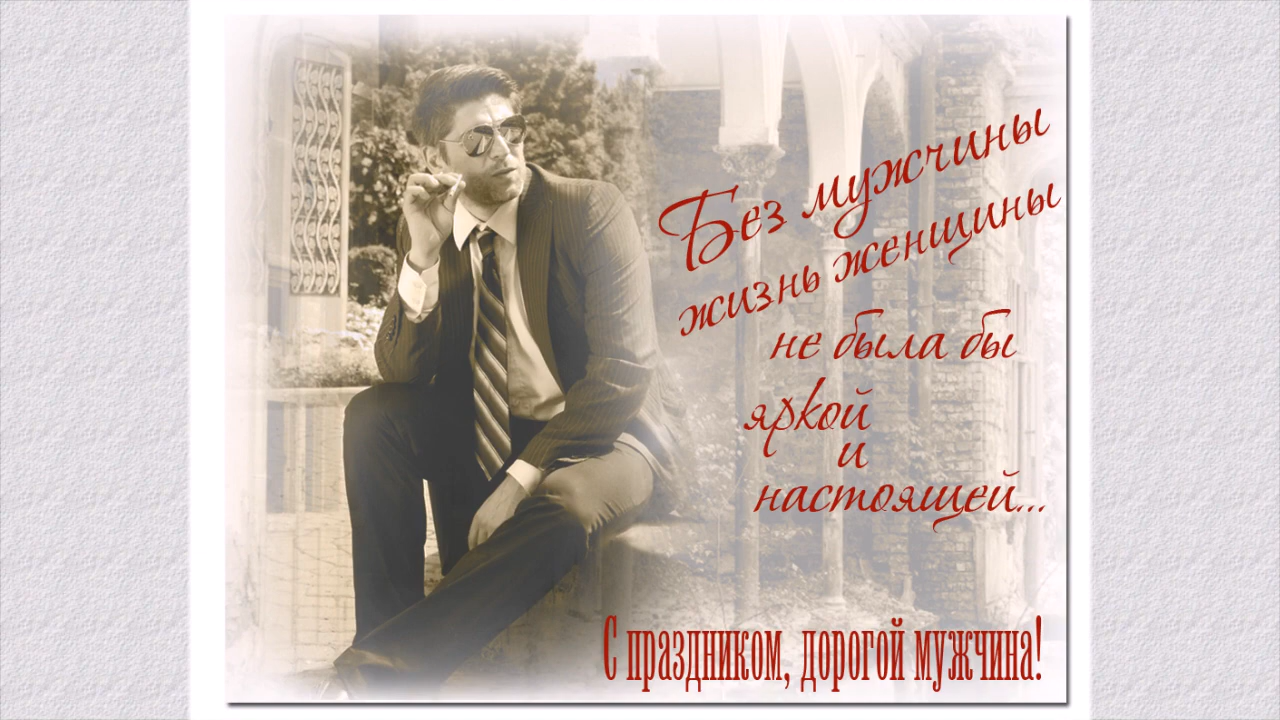 Без мужчины
жизнь женщины
не была бы
яркой
и
настоящей...
С праздником, дорогой мужчина!